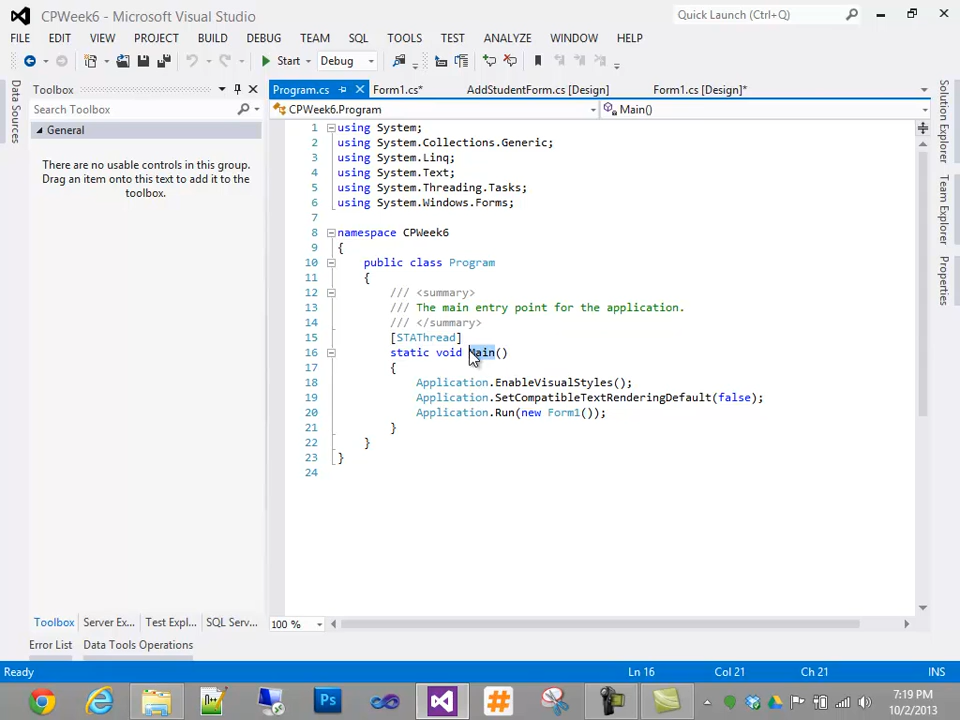 CPWeek6 - Microsoft Visual Studio
Quick Launch (Ctrl+Q)
FILE EDIT VIEW PROJECT BUILD DEBUG TEAM SQL TOOLS TEST ANALYZE WINDOW HELP
Start Debug
Data Sources
Toolbox
Search Toolbox
General
There are no usable controls in this group.
Drag an item onto this text to add it to the
toolbox.
Program.cs Form1.cs* AddStudentForm.cs [Design] Form1.cs [Design]*
CPWeek6.Program Main()
1 using System;
2 using System.Collections.Generic;
3 using System.Linq;
4 using System.Text;
5 using System.Threading.Tasks;
6 using System.Windows.Forms;
7
8 namespace CPWeek6
9 {
10 public class Program
11 {
12 /// <summary>
13 /// The main entry point for the application.
14 /// </summary>
15 [STAThread]
16 static void Main()
17 {
18 Application.EnableVisualStyles();
19 Application.SetCompatibleTextRenderingDefault(false);
20 Application.Run(new Form1());
21 }
22 }
23 }
24
Solution Explorer
Team Explorer
Properties
Toolbox Server Ex... Test Expl... SQL Serv...
100 %
Error List Data Tools Operations
Ready Ln 16 Col 21 Ch 21 INS
Ps
7:19 PM
10/2/2013